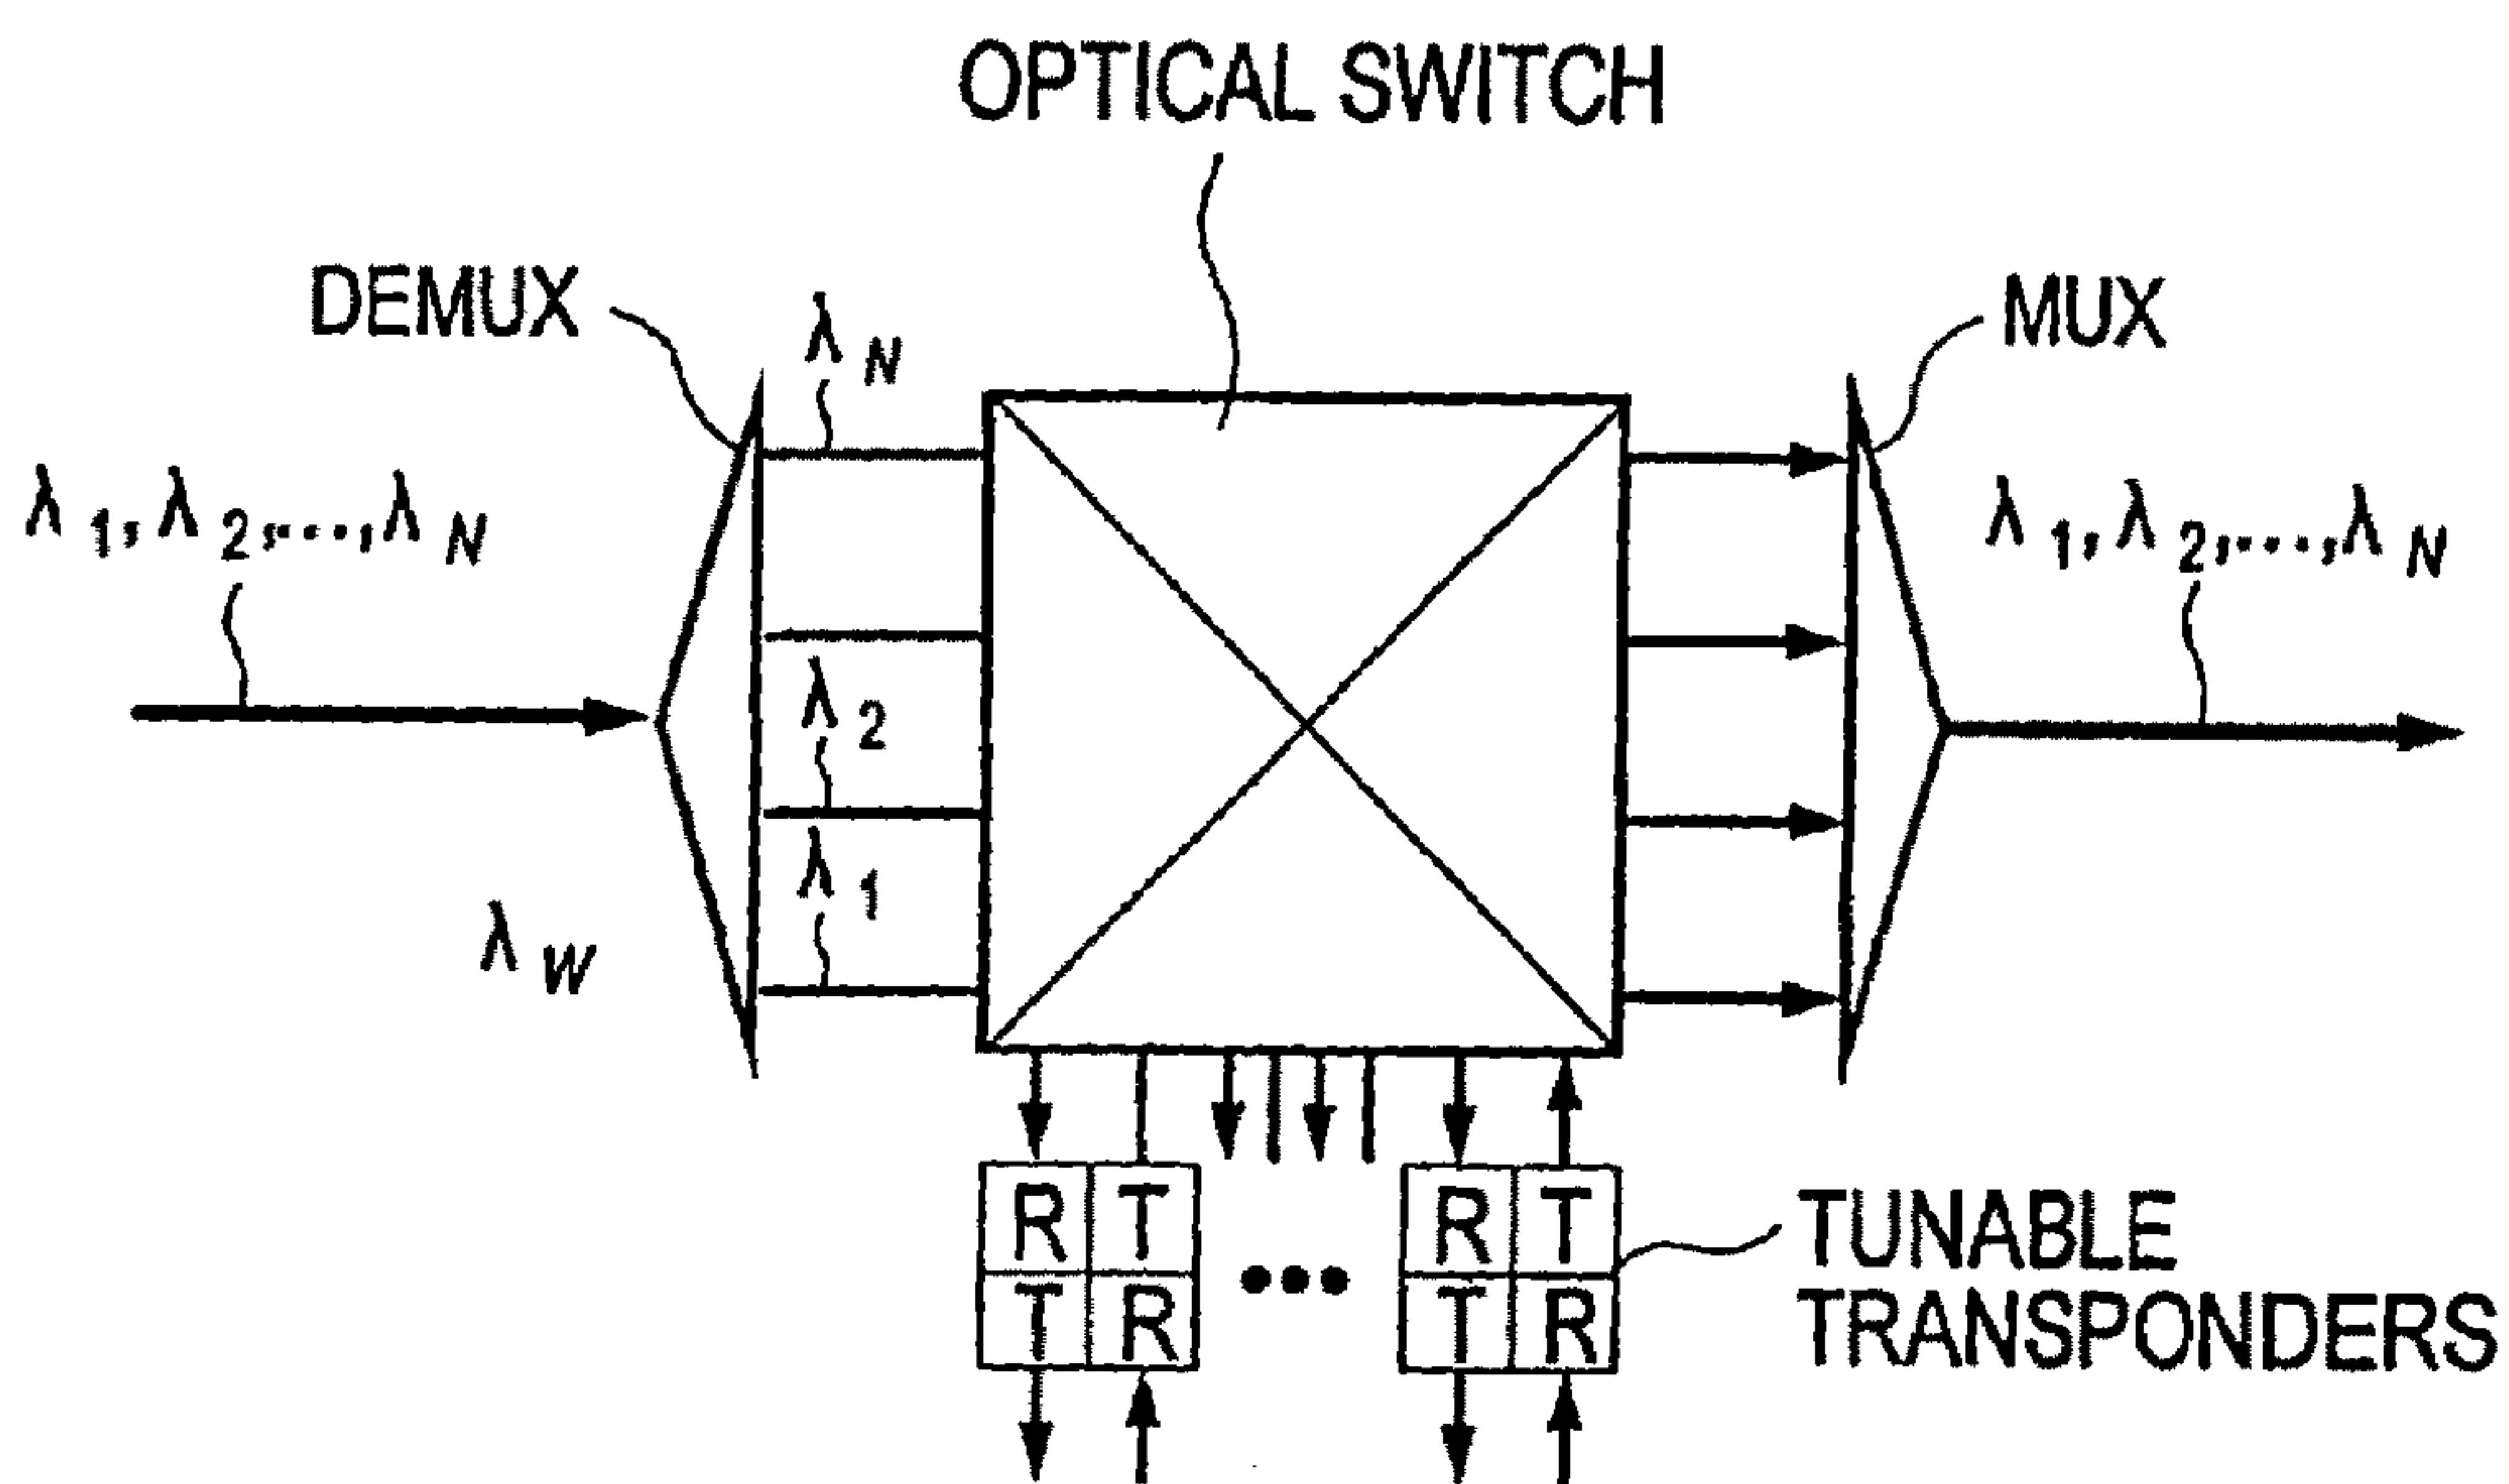 OPTICAL SWITCH
DEMUX
λN
MUX
λ1,λ2,...,λN
λ1,λ2,...,λN
λ2
λ1
λW
R T
R T
T R
T R
TUNABLE
TRANSPONDERS